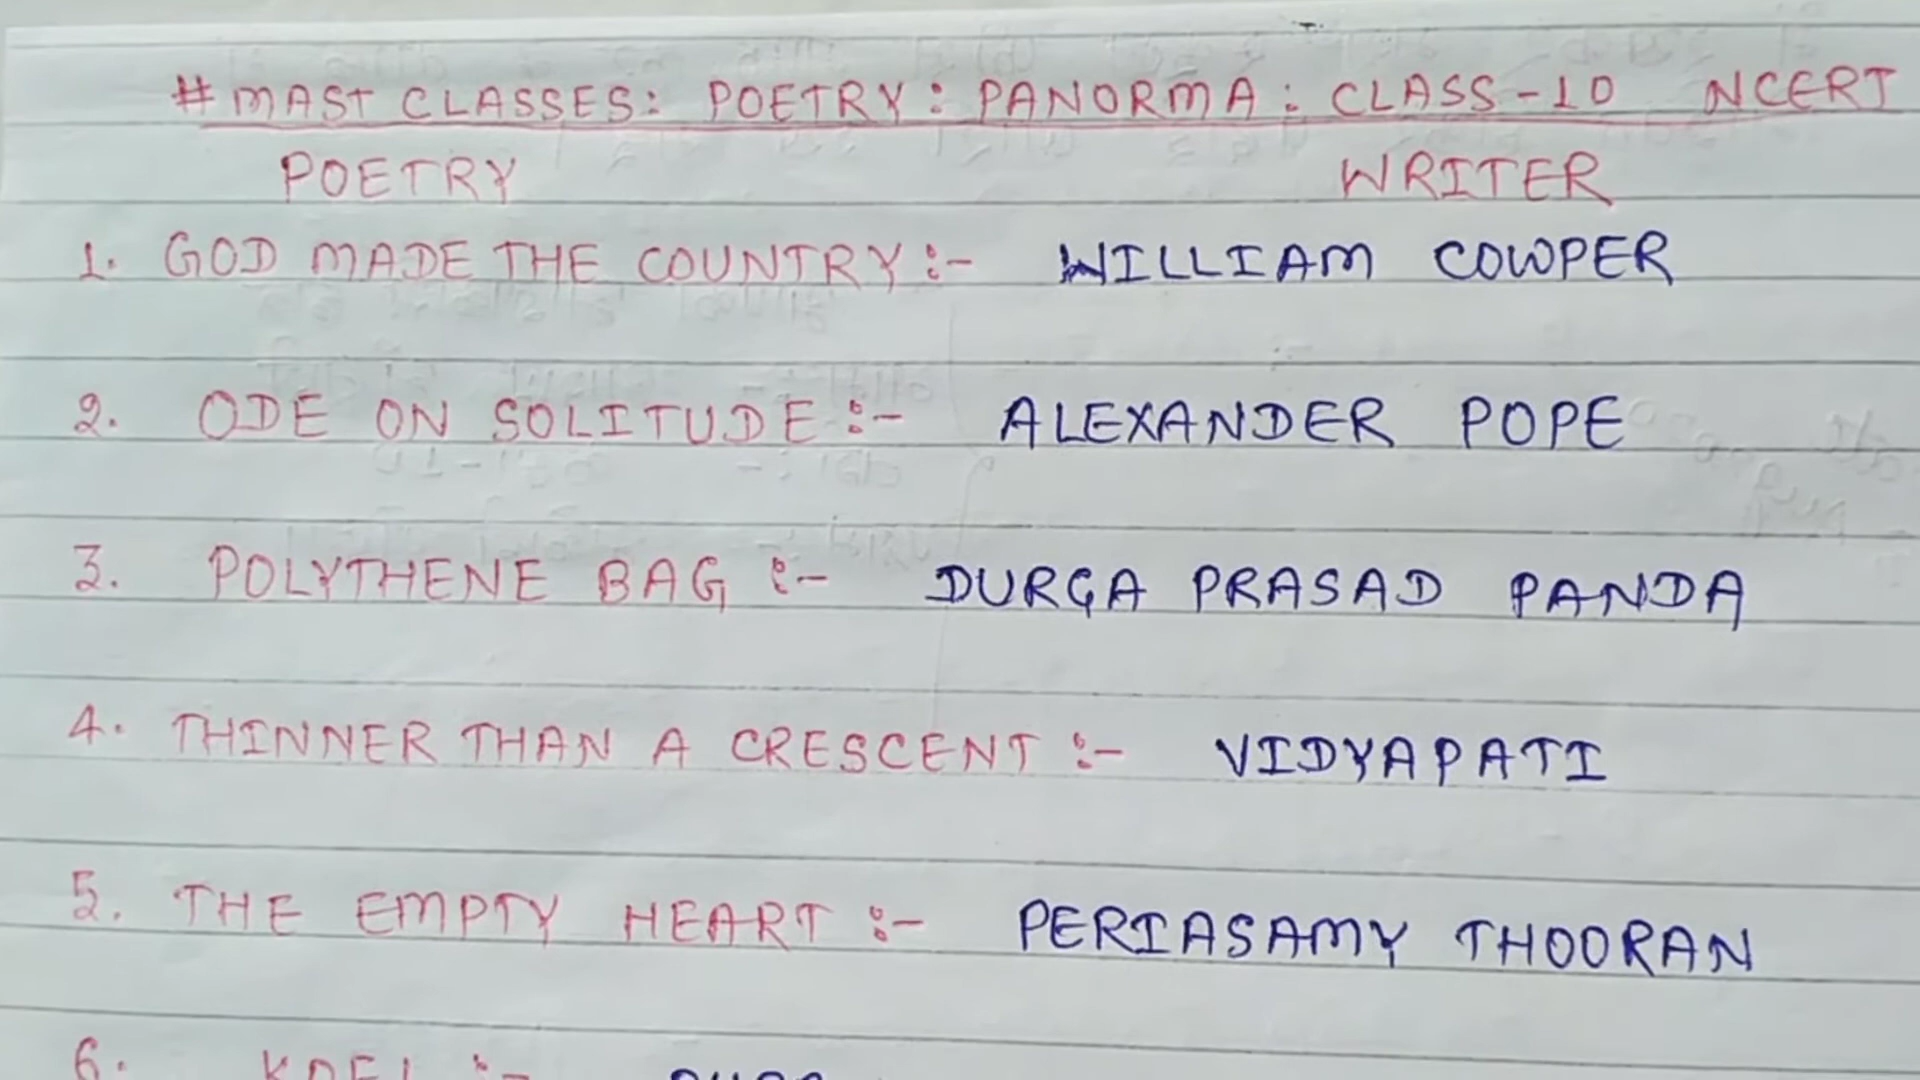 #MAST CLASSES: POETRY: PANORMA: CLASS-10 NCERT
POETRY WRITER
1. GOD MADE THE COUNTRY:- WILLIAM COWPER
2. ODE ON SOLITUDE:- ALEXANDER POPE
3. POLYTHENE BAG:- DURGA PRASAD PANDA
4. THINNER THAN A CRESCENT:- VIDYAPATI
5. THE EMPTY HEART:- PERIASAMY THOORAN
6. KOEL:-